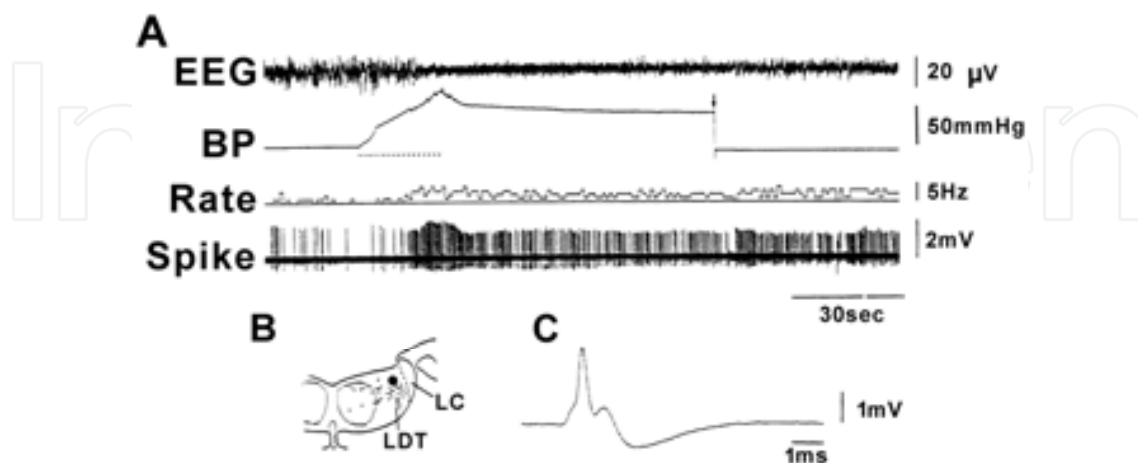 A
EEG
20 µV
BP
50mmHg
Rate
5Hz
Spike
2mV
30sec
B
LC
LDT
C
1mV
1ms